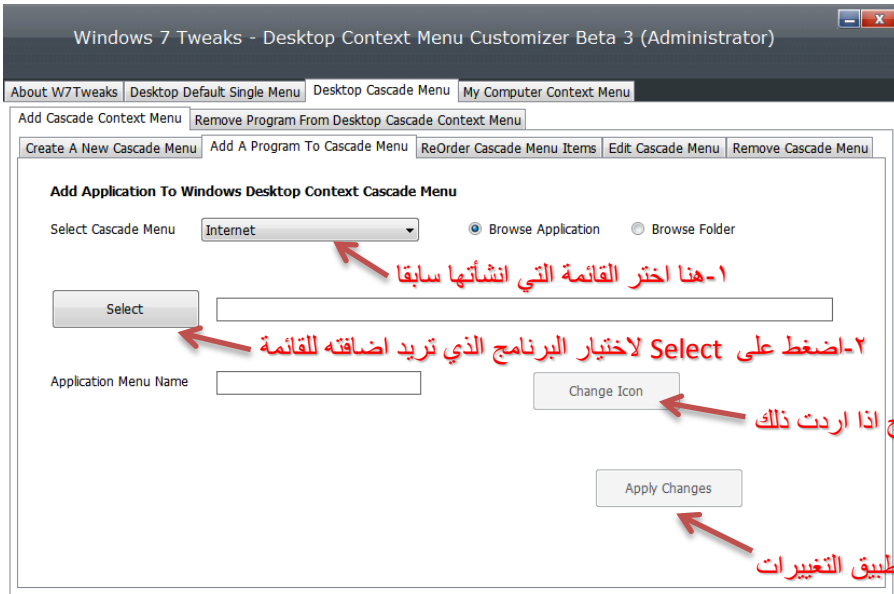 Windows 7 Tweaks - Desktop Context Menu Customizer Beta 3 (Administrator)
About W7Tweaks Desktop Default Single Menu Desktop Cascade Menu My Computer Context Menu
Add Cascade Context Menu Remove Program From Desktop Cascade Context Menu
Create A New Cascade Menu Add A Program To Cascade Menu ReOrder Cascade Menu Items Edit Cascade Menu Remove Cascade Menu
Add Application To Windows Desktop Context Cascade Menu
Select Cascade Menu Internet Browse Application Browse Folder
١-هنا اختر القائمة التي انشأتها سابقا
Select
٢-اضغط على Select لاختيار البرنامج الذي تريد اضافته للقائمة
Application Menu Name Change Icon
اذا اردت ذلك
Apply Changes
التغييرات